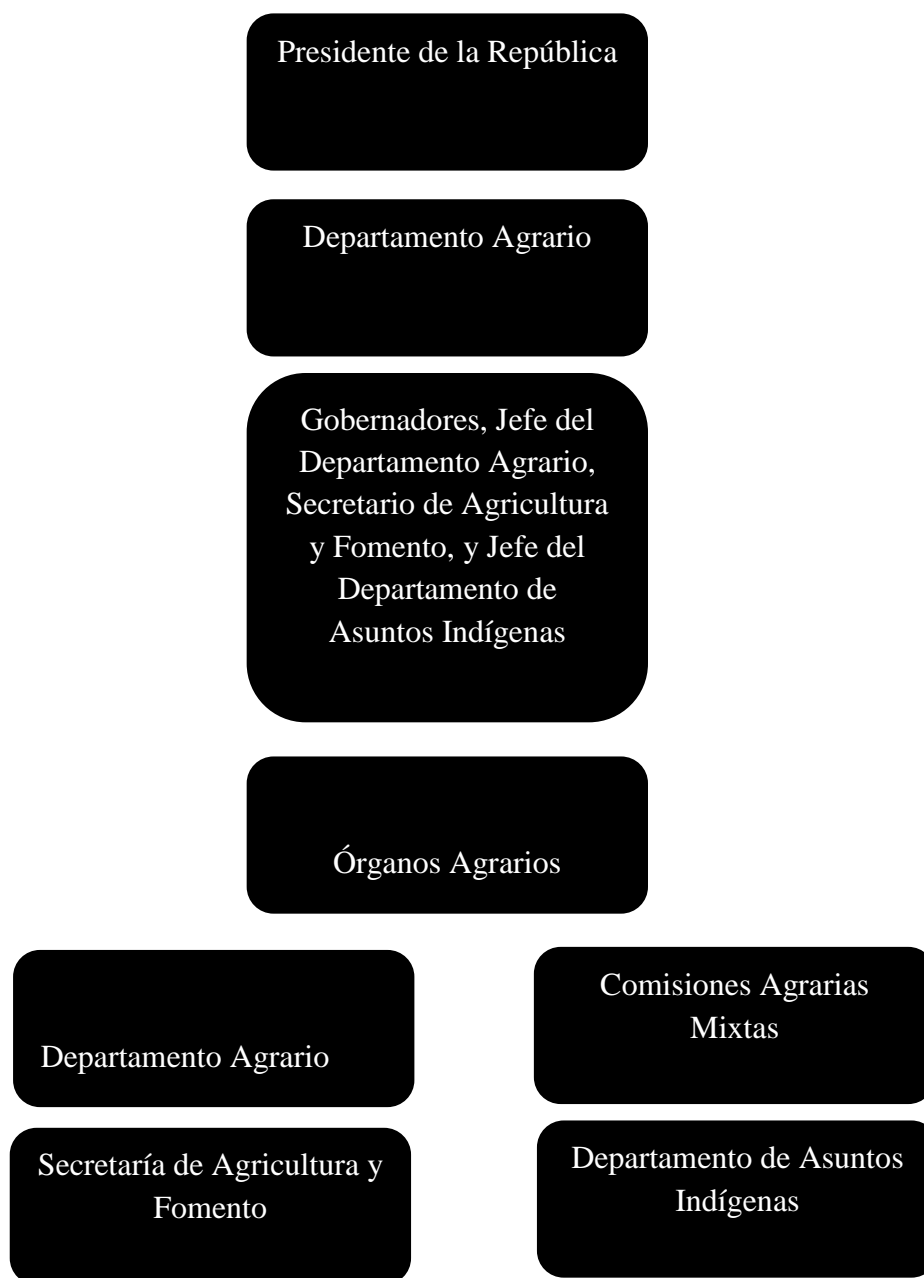 Presidente de la República
Departamento Agrario
Gobernadores, Jefe del
Departamento Agrario,
Secretario de Agricultura
y Fomento, y Jefe del
Departamento de
Asuntos Indígenas
Órganos Agrarios
Departamento Agrario
Comisiones Agrarias
Mixtas
Secretaría de Agricultura y
Fomento
Departamento de Asuntos
Indígenas